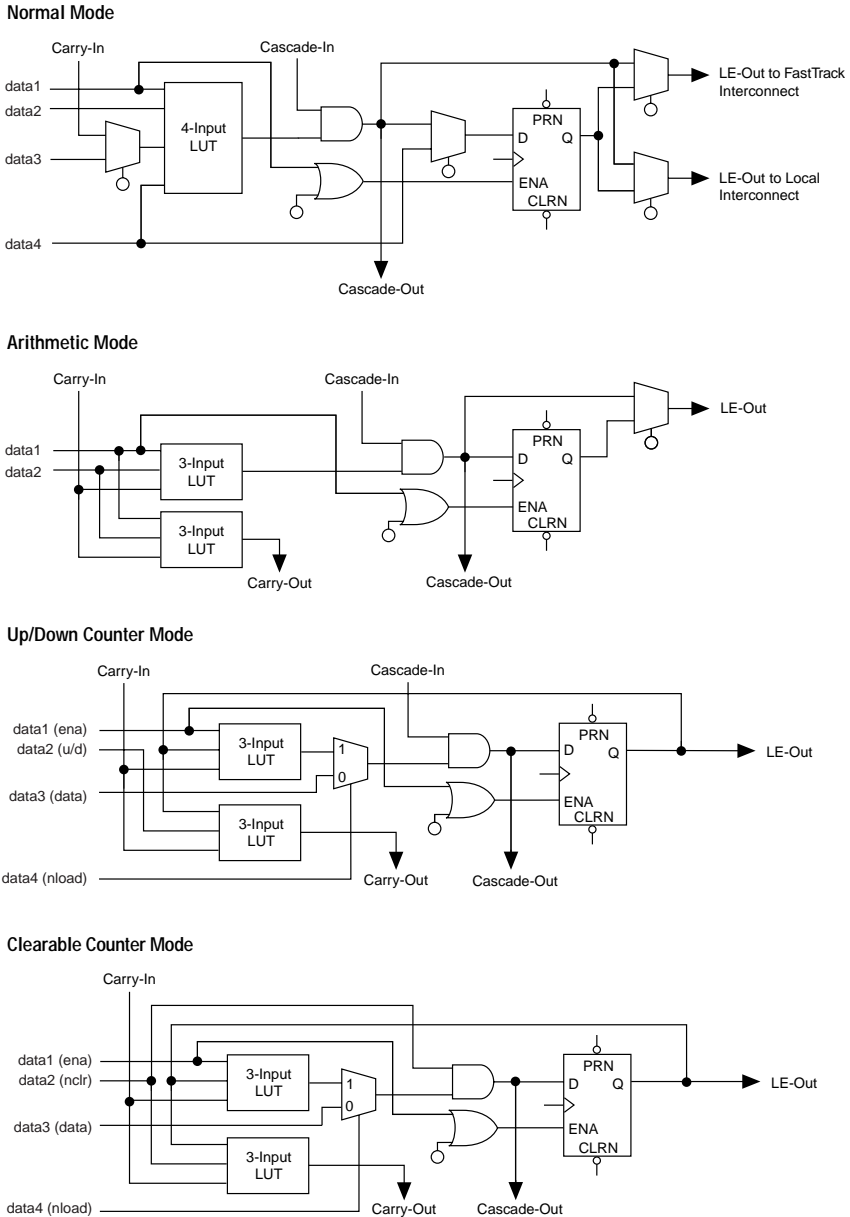 Normal Mode
Carry-In
Cascade-In
data1
data2
data3
data4
4-Input
LUT
PRN
D
Q
ENA
CLRN
LE-Out to FastTrack
Interconnect
LE-Out to Local
Interconnect
Cascade-Out
Arithmetic Mode
Carry-In
Cascade-In
data1
data2
3-Input
LUT
3-Input
LUT
PRN
D
Q
ENA
CLRN
LE-Out
Carry-Out
Cascade-Out
Up/Down Counter Mode
Carry-In
Cascade-In
data1 (ena)
data2 (u/d)
data3 (data)
data4 (nload)
3-Input
LUT
3-Input
LUT
1
0
PRN
D
Q
ENA
CLRN
LE-Out
Carry-Out
Cascade-Out
Clearable Counter Mode
Carry-In
data1 (ena)
data2 (nclr)
data3 (data)
data4 (nload)
3-Input
LUT
3-Input
LUT
1
0
PRN
D
Q
ENA
CLRN
LE-Out
Carry-Out
Cascade-Out